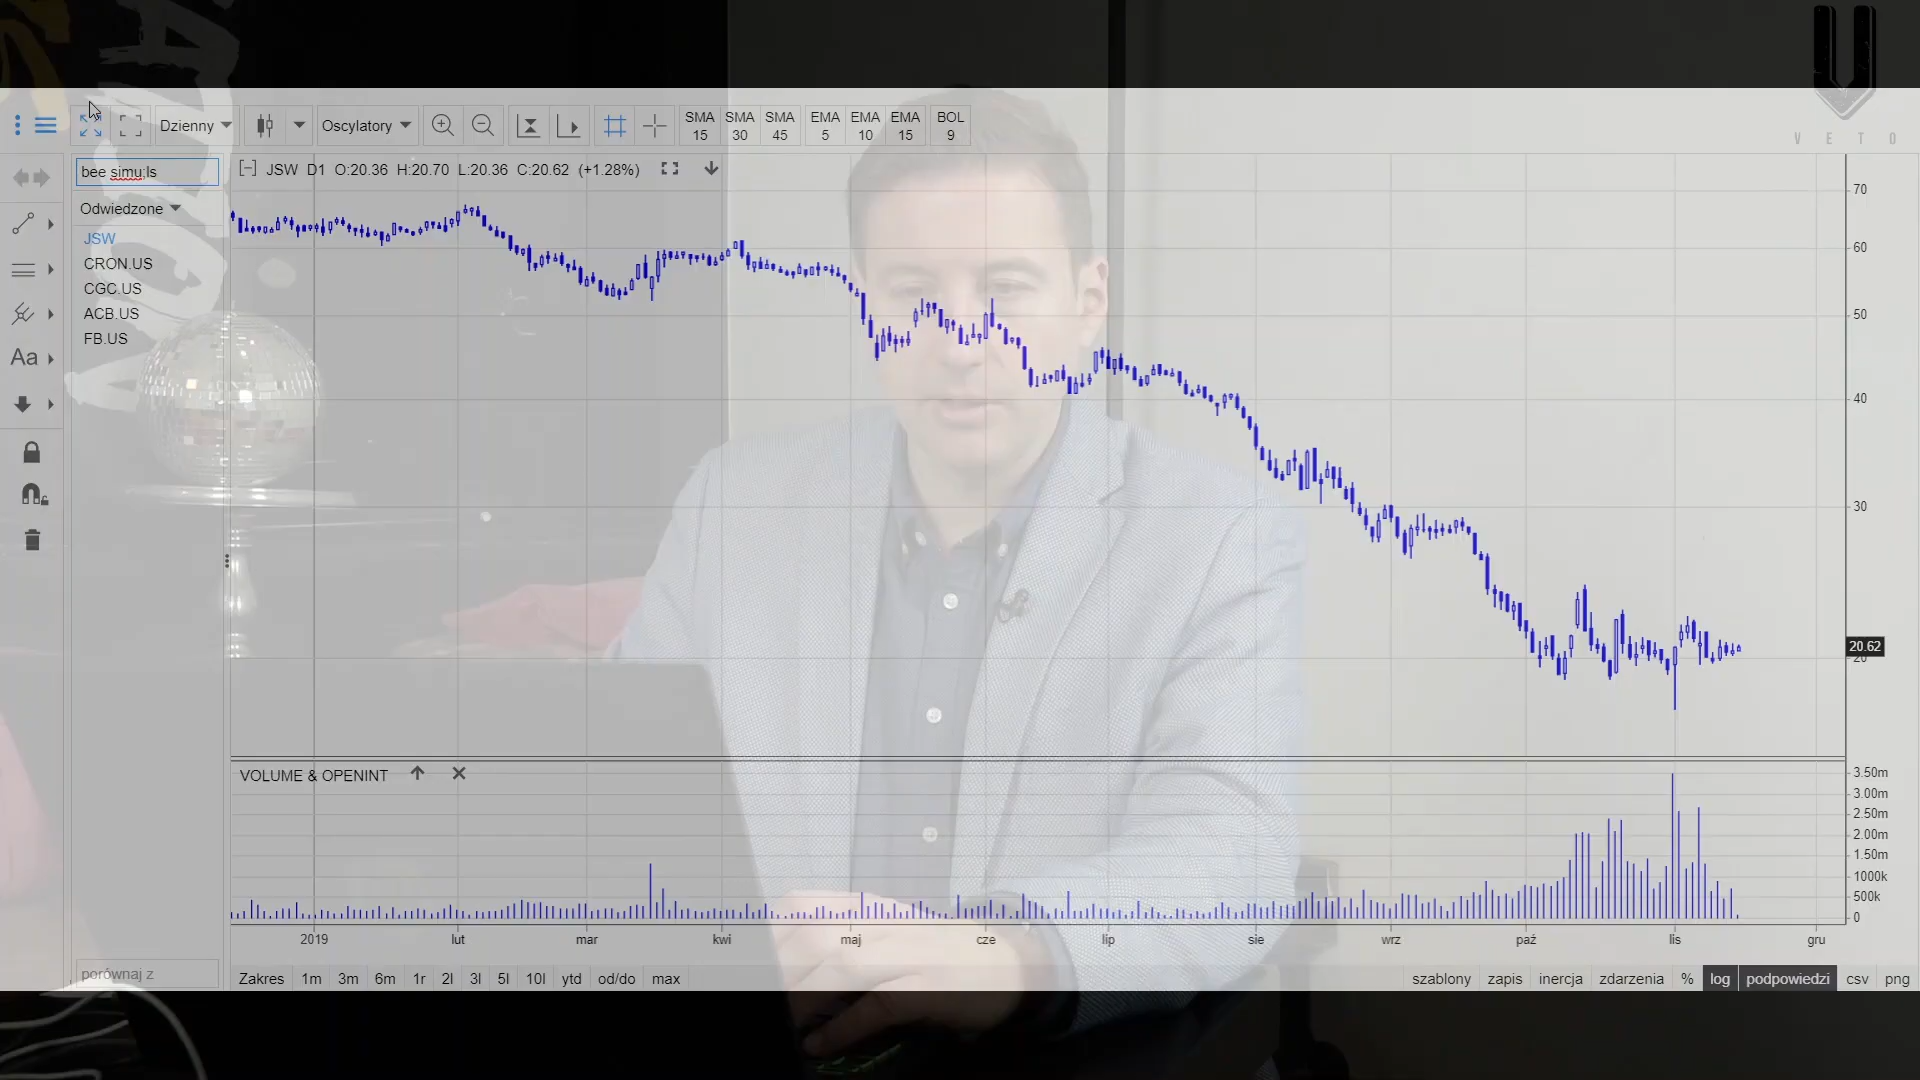 Dzienny
Oscylatory
SMA 15
SMA 30
SMA 45
EMA 5
EMA 10
EMA 15
BOL 9
VETO
bee simu;ls
[-] JSW D1 O:20.36 H:20.70 L:20.36 C:20.62 (+1.28%)
Odwiedzone
JSW
CRON.US
CGC.US
ACB.US
FB.US
Aa
70
60
50
40
30
20.62
20
VOLUME & OPENINT
3.50m
3.00m
2.50m
2.00m
1.50m
1000k
500k
0
2019 lut mar kwi maj cze lip sie wrz paź lis gru
porównaj z
Zakres 1m 3m 6m 1r 2l 3l 5l 10l ytd od/do max
szablony zapis inercja zdarzenia % log podpowiedzi csv png